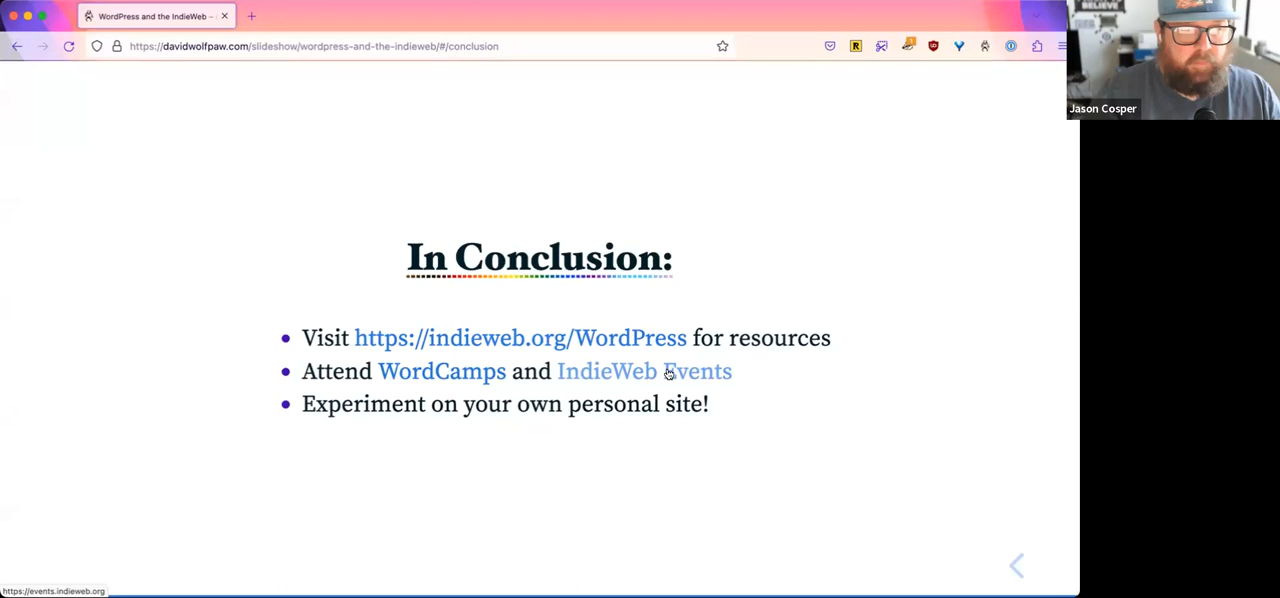 WordPress and the IndieWeb –
https://davidwolfpaw.com/slideshow/wordpress-and-the-indieweb/#/conclusion
BELIEVE
Jason Cosper
In Conclusion:
• Visit https://indieweb.org/WordPress for resources
• Attend WordCamps and IndieWeb Events
• Experiment on your own personal site!
https://events.indieweb.org